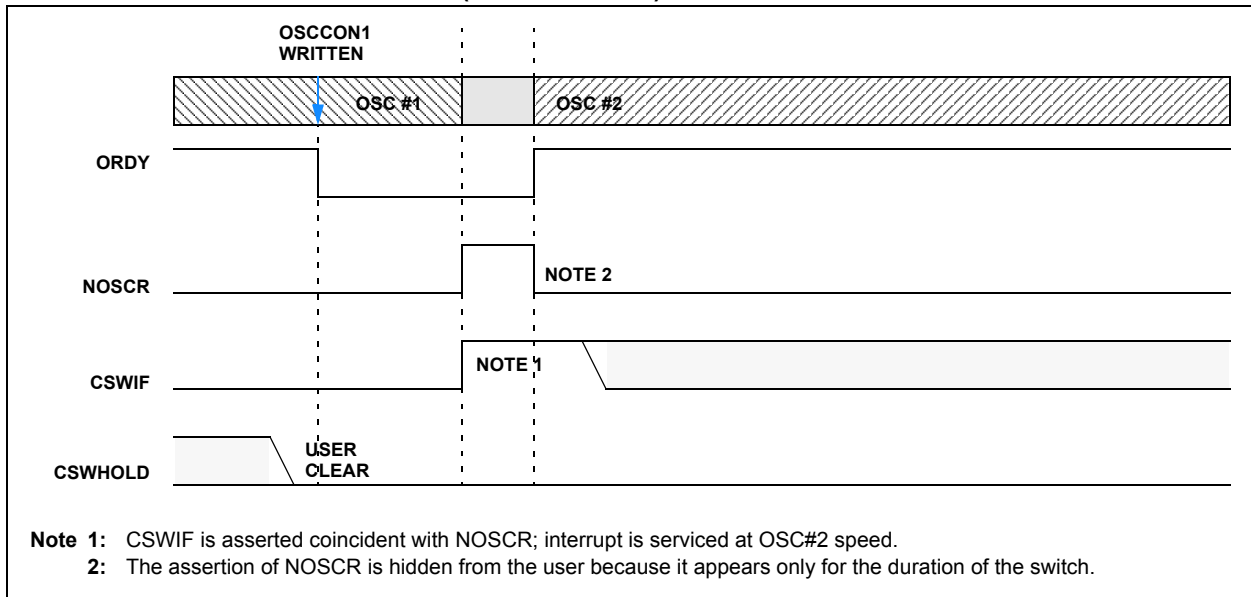 OSCCON1
WRITTEN
OSC #1
OSC #2
ORDY
NOSCR
NOTE 2
CSWIF
NOTE 1
CSWHOLD
USER
CLEAR
Note 1: CSWIF is asserted coincident with NOSCR; interrupt is serviced at OSC#2 speed.
2: The assertion of NOSCR is hidden from the user because it appears only for the duration of the switch.